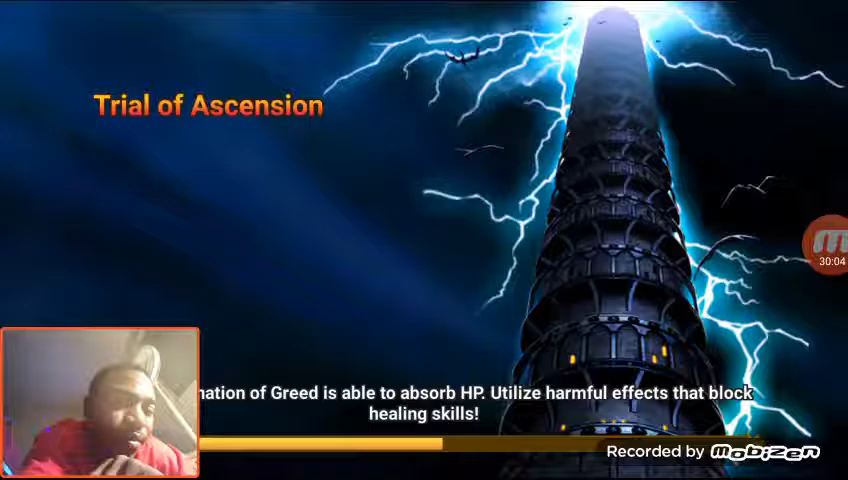 Trial of Ascension
30:04
nation of Greed is able to absorb HP. Utilize harmful effects that block
healing skills!
Recorded by mobizen